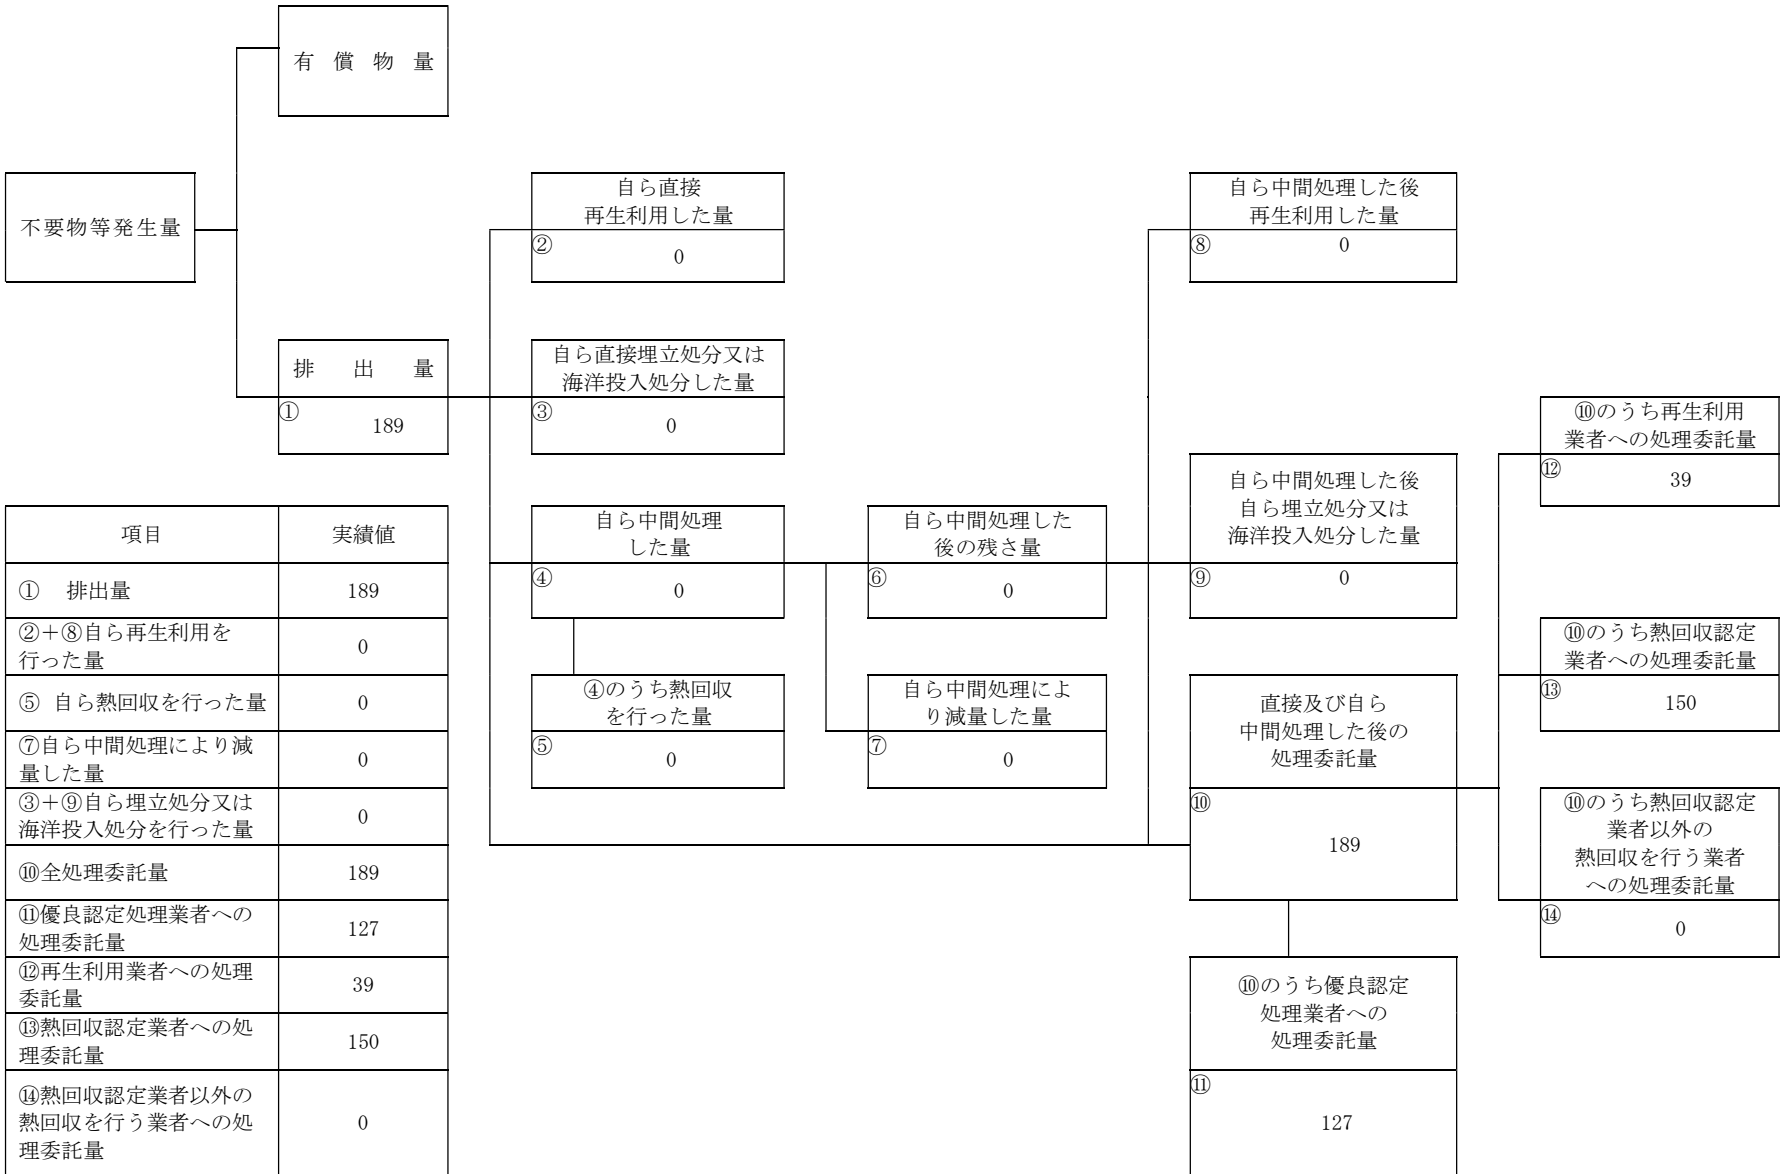 有償物量
不要物等発生量
自ら直接
再生利用した量
②
0
自ら中間処理した後
再生利用した量
⑧
0
排出量
①
189
自ら直接埋立処分又は
海洋投入処分した量
③
0
⑩のうち再生利用
業者への処理委託量
⑫
39
自ら中間処理
した量
④
0
自ら中間処理した
後の残さ量
⑥
0
自ら中間処理した後
自ら埋立処分又は
海洋投入処分した量
⑨
0
⑩のうち熱回収認定
業者への処理委託量
⑬
150
④のうち熱回収
を行った量
⑤
0
自ら中間処理によ
り減量した量
⑦
0
直接及び自ら
中間処理した後の
処理委託量
⑩
189
⑩のうち熱回収認定
業者以外の
熱回収を行う業者
への処理委託量
⑭
0
⑩のうち優良認定
処理業者への
処理委託量
⑪
127
項目 実績値
① 排出量 189
②+⑧自ら再生利用を
行った量 0
⑤ 自ら熱回収を行った量 0
⑦自ら中間処理により減
量した量 0
③+⑨自ら埋立処分又は
海洋投入処分を行った量 0
⑩全処理委託量 189
⑪優良認定処理業者への
処理委託量 127
⑫再生利用業者への処理
委託量 39
⑬熱回収認定業者への処
理委託量 150
⑭熱回収認定業者以外の
熱回収を行う業者への処
理委託量 0